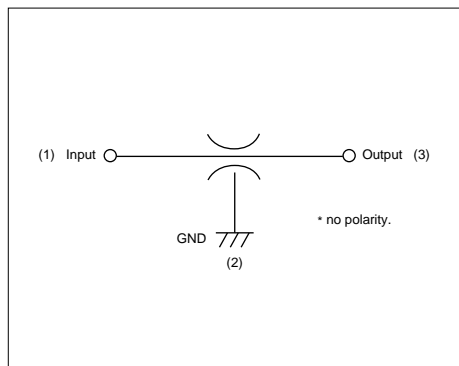 (1) Input Output (3)
* no polarity.
GND
(2)